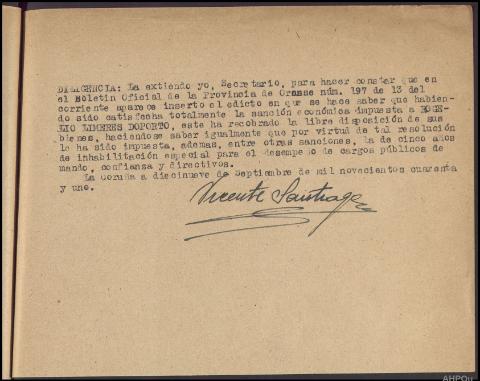 DILIGENCIA: La extiendo yo, Secretario, para hacer constar que en
el Boletin Oficial de la Provincia de Orense núm. 197 de 13 del
corriente aparece inserto el edicto en que se hace saber que habien-
do sido satisfecha totalmente la sanción económica impuesta a ROGE-
LIO LIMERES DOPORTO, este ha recobrado la libre disposición de sus
bienes, haciendose saber igualmente que por virtud de tal resolución
le ha sido impuesta, ademas, entre otras sanciones, la de cinco años
de inhabilitación especial para el desempeño de cargos públicos de
mando, confianza y directivos.
La Coruña a diecinueve de Septiembre de mil novecientos cuarenta
y uno.
Vicente Santiago
AHPOu